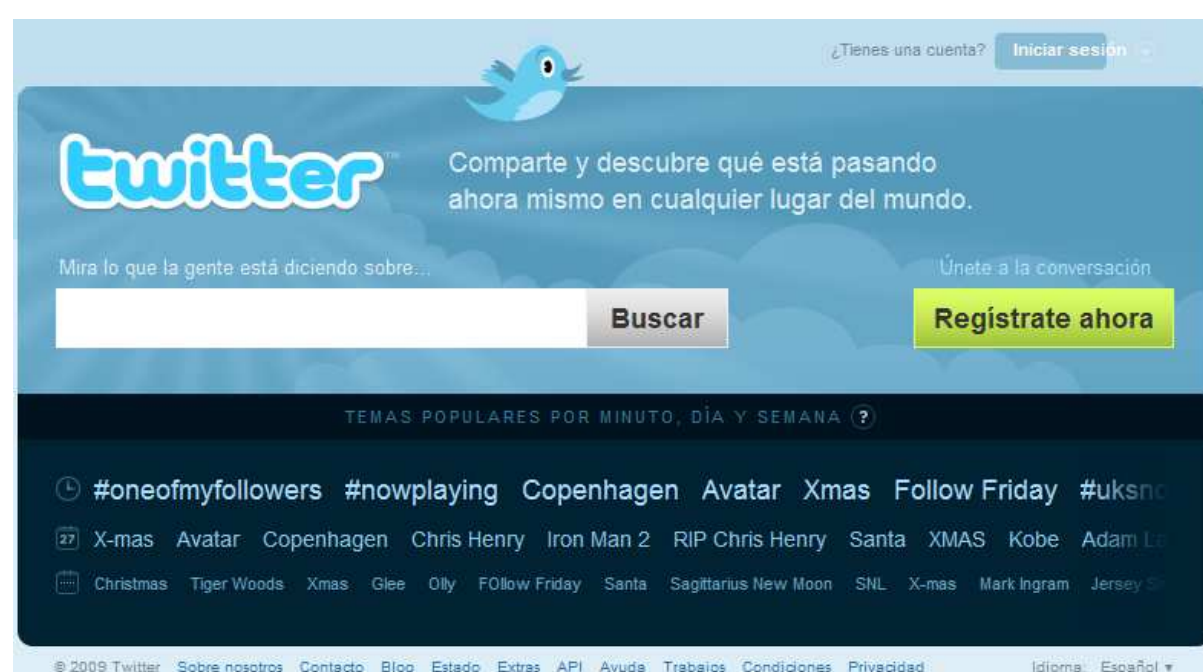 ¿Tienes una cuenta? Iniciar sesión
twitter™
Comparte y descubre qué está pasando
ahora mismo en cualquier lugar del mundo.
Mira lo que la gente está diciendo sobre...
Únete a la conversación
Buscar
Regístrate ahora
TEMAS POPULARES POR MINUTO, DÌA Y SEMANA ?
#oneofmyfollowers #nowplaying Copenhagen Avatar Xmas Follow Friday
27 X-mas Avatar Copenhagen Chris Henry Iron Man 2 RIP Chris Henry Santa XMAS Kobe Adam
Christmas Tiger Woods Xmas Glee Olly FOllow Friday Santa Sagittarius New Moon SNL X-mas Mark Ingram Jersey
© 2009 Twitter Sobre nosotros Contacto Blog Estado Extras API Ayuda Trabajos Condiciones Privacidad Idioma: Español